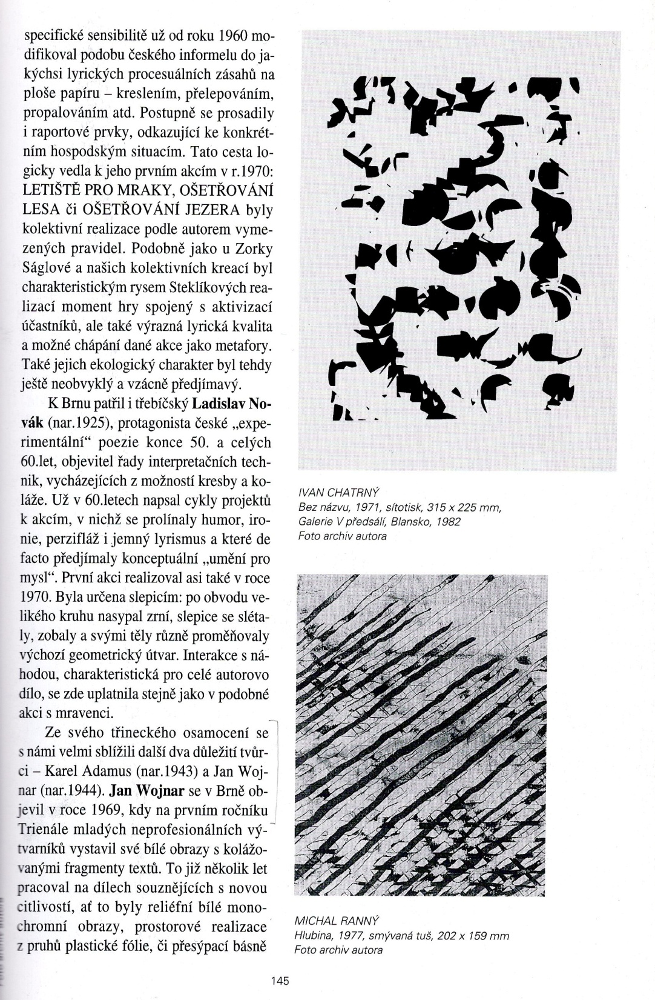 specifické sensibilitě už od roku 1960 mo-
difikoval podobu českého informelu do ja-
kýchsi lyrických procesuálních zásahů na
ploše papíru – kreslením, přelepováním,
propalováním atd. Postupně se prosadily
i raportové prvky, odkazující ke konkrét-
ním hospodským situacím. Tato cesta lo-
gicky vedla k jeho prvním akcím v r.1970:
LETIŠTĚ PRO MRAKY, OŠETŘOVÁNÍ
LESA či OŠETŘOVÁNÍ JEZERA byly
kolektivní realizace podle autorem vyme-
zených pravidel. Podobně jako u Zorky
Ságlové a našich kolektivních kreací byl
charakteristickým rysem Steklíkových rea-
lizací moment hry spojený s aktivizací
účastníků, ale také výrazná lyrická kvalita
a možné chápání dané akce jako metafory.
Také jejich ekologický charakter byl tehdy
ještě neobvyklý a vzácně předjímavý.
K Brnu patřil i třebíčský Ladislav No-
vák (nar.1925), protagonista české „expe-
rimentální“ poezie konce 50. a celých
60.let, objevitel řady interpretačních tech-
nik, vycházejících z možností kresby a ko-
láže. Už v 60.letech napsal cykly projektů
k akcím, v nichž se prolínaly humor, iro-
nie, perzifláž i jemný lyrismus a které de
facto předjímaly konceptuální „umění pro
mysl“. První akci realizoval asi také v roce
1970. Byla určena slepicím: po obvodu ve-
likého kruhu nasypal zrní, slepice se sléta-
ly, zobaly a svými těly různě proměňovaly
výchozí geometrický útvar. Interakce s ná-
hodou, charakteristická pro celé autorovo
dílo, se zde uplatnila stejně jako v podobné
akci s mravenci.
Ze svého třineckého osamocení se
s námi velmi sblížili další dva důležití tvůr-
ci – Karel Adamus (nar.1943) a Jan Woj-
nar (nar.1944). Jan Wojnar se v Brně ob-
jevil v roce 1969, kdy na prvním ročníku
Trienále mladých neprofesionálních vý-
tvarníků vystavil své bílé obrazy s kolážo-
vanými fragmenty textů. To již několik let
pracoval na dílech souznějících s novou
citlivostí, ať to byly reliéfní bílé mono-
chromní obrazy, prostorové realizace
z pruhů plastické fólie, či přesýpací básně
IVAN CHATRNÝ
Bez názvu, 1971, sítotisk, 315 x 225 mm,
Galerie V předsálí, Blansko, 1982
Foto archiv autora
MICHAL RANNÝ
Hlubina, 1977, smývaná tuš, 202 x 159 mm
Foto archiv autora
145